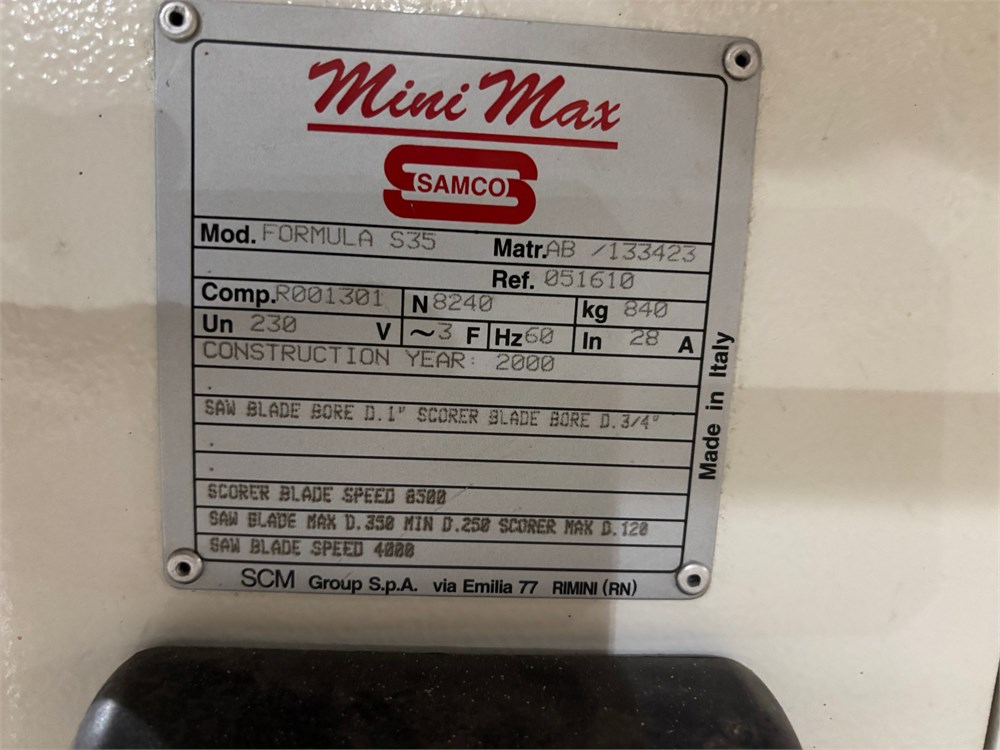 Mini Max
SAMCO
Mod. FORMULA S35 Matr. AB /133423
Ref. 051610
Comp. R001301 N 8240 kg 840
Un 230 V ~3 F Hz 60 In 28 A
CONSTRUCTION YEAR: 2000
.
SAW BLADE BORE D.1" SCORER BLADE BORE D.3/4"
.
.
SCORER BLADE SPEED 8500
SAW BLADE MAX D.350 MIN D.250 SCORER MAX D.120
SAW BLADE SPEED 4000
SCM Group S.p.A. via Emilia 77 RIMINI (RN)
Made in Italy